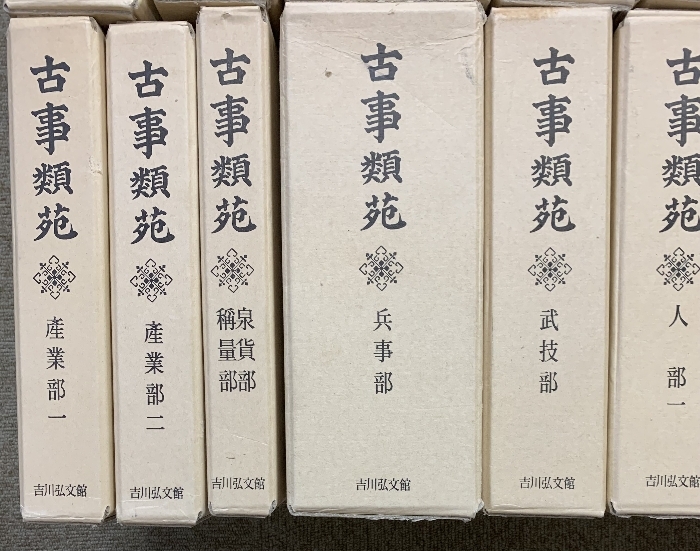 古事類苑
産業部一
吉川弘文館
古事類苑
産業部二
吉川弘文館
古事類苑
泉貨部
稱量部
吉川弘文館
古事類苑
兵事部
吉川弘文館
古事類苑
武技部
吉川弘文館
古事類苑
人部一
吉川弘文館